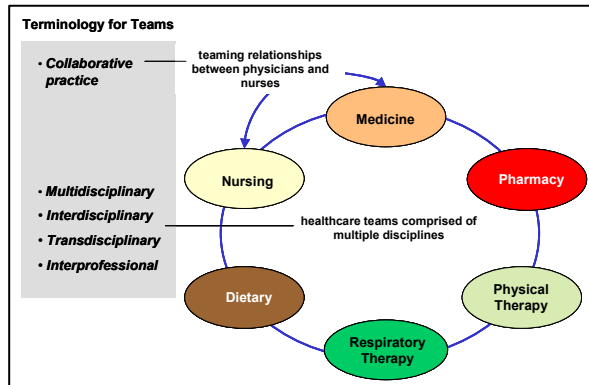 Terminology for Teams
• Collaborative
practice
teaming relationships
between physicians and
nurses
Medicine
Nursing
Pharmacy
• Multidisciplinary
• Interdisciplinary
• Transdisciplinary
• Interprofessional
healthcare teams comprised of
multiple disciplines
Dietary
Physical
Therapy
Respiratory
Therapy